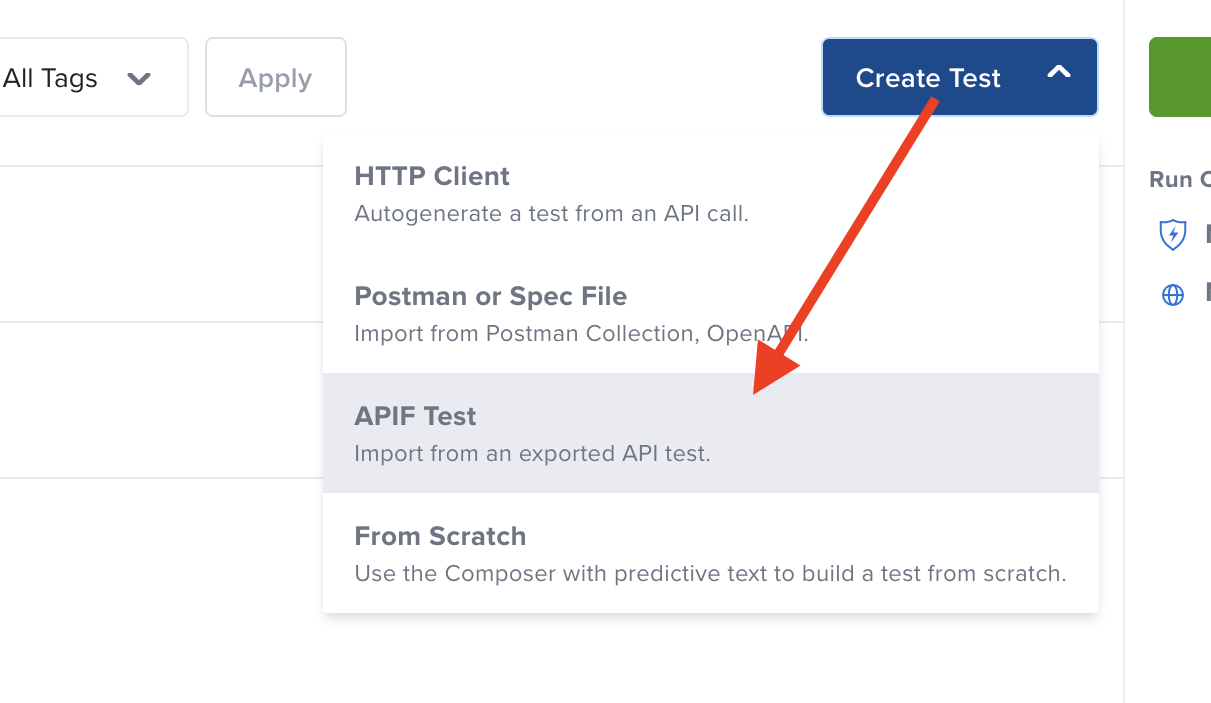 All Tags
Apply
Create Test
HTTP Client
Autogenerate a test from an API call.
Run
Postman or Spec File
Import from Postman Collection, OpenAPI.
APIF Test
Import from an exported API test.
From Scratch
Use the Composer with predictive text to build a test from scratch.